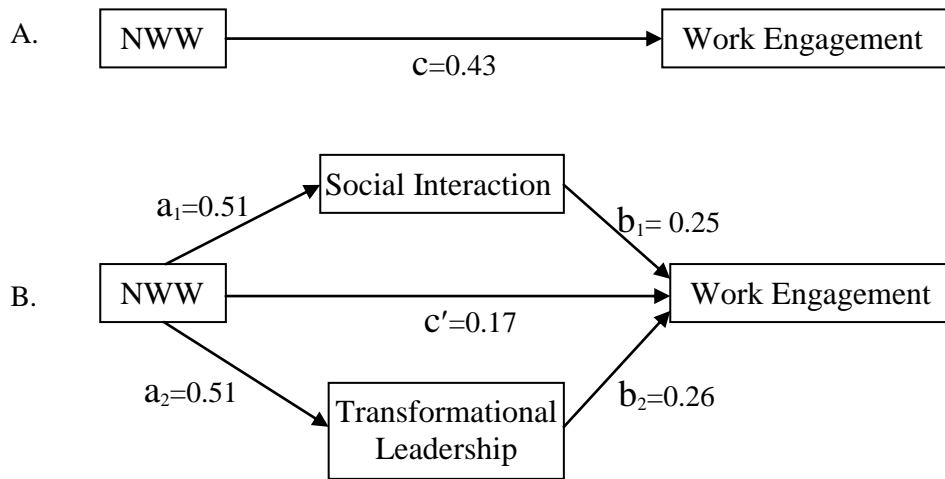 A.
NWW
Work Engagement
c=0.43
Social Interaction
a₁=0.51
b₁= 0.25
B.
NWW
Work Engagement
c'=0.17
a₂=0.51
b₂=0.26
Transformational
Leadership